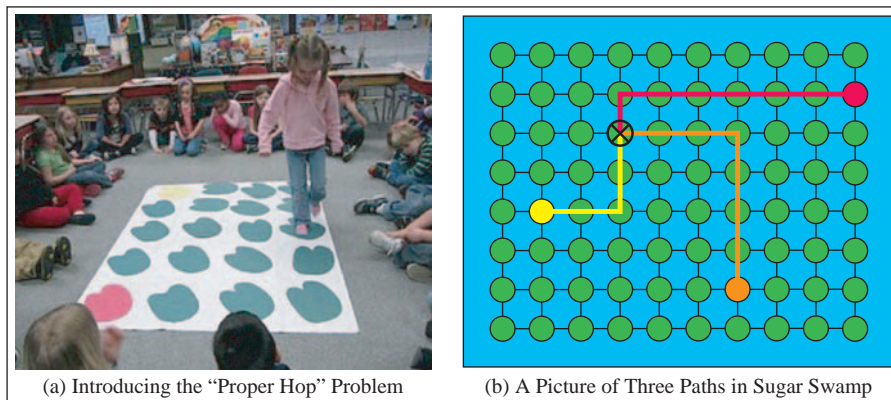 (a) Introducing the “Proper Hop” Problem
(b) A Picture of Three Paths in Sugar Swamp